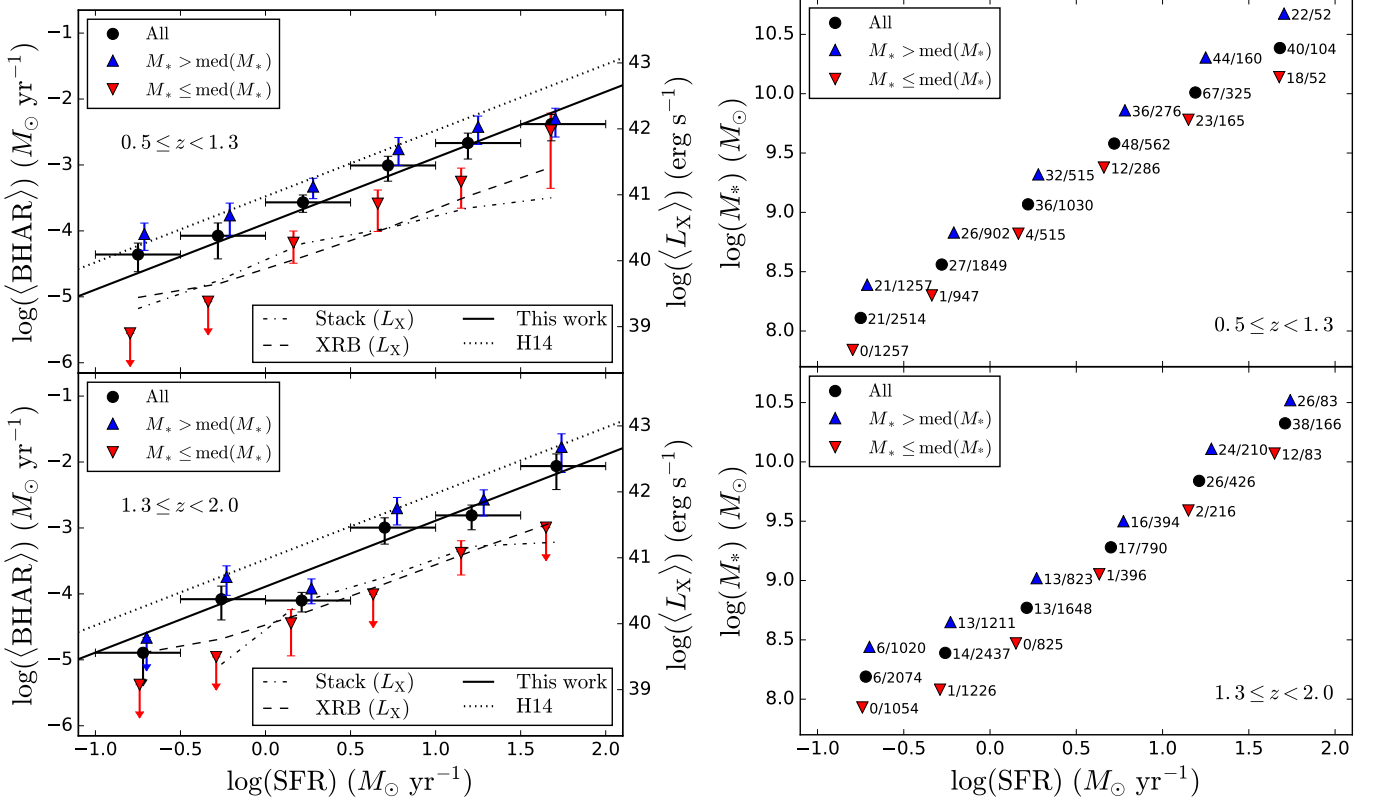 log(⟨BHAR⟩) (M⊙ yr⁻¹)
−1
−2
−3
−4
−5
−6
All
M* > med(M*)
M* ≤ med(M*)
0.5 ≤ z < 1.3
Stack (L_X)
XRB (L_X)
This work
H14
43
42
41
40
39
log(⟨L_X⟩) (erg s⁻¹)
log(M*) (M⊙)
10.5
10.0
9.5
9.0
8.5
8.0
All
M* > med(M*)
M* ≤ med(M*)
22/52
40/104
18/52
44/160
67/325
23/165
36/276
48/562
12/286
32/515
36/1030
4/515
26/902
27/1849
1/947
21/1257
21/2514
0/1257
0.5 ≤ z < 1.3
log(⟨BHAR⟩) (M⊙ yr⁻¹)
−1
−2
−3
−4
−5
−6
All
M* > med(M*)
M* ≤ med(M*)
1.3 ≤ z < 2.0
Stack (L_X)
XRB (L_X)
This work
H14
43
42
41
40
39
log(⟨L_X⟩) (erg s⁻¹)
−1.0 −0.5 0.0 0.5 1.0 1.5 2.0
log(SFR) (M⊙ yr⁻¹)
log(M*) (M⊙)
10.5
10.0
9.5
9.0
8.5
8.0
All
M* > med(M*)
M* ≤ med(M*)
26/83
38/166
12/83
24/210
26/426
2/216
16/394
17/790
1/396
13/823
13/1648
0/825
13/1211
14/2437
1/1226
6/1020
6/2074
0/1054
1.3 ≤ z < 2.0
−1.0 −0.5 0.0 0.5 1.0 1.5 2.0
log(SFR) (M⊙ yr⁻¹)